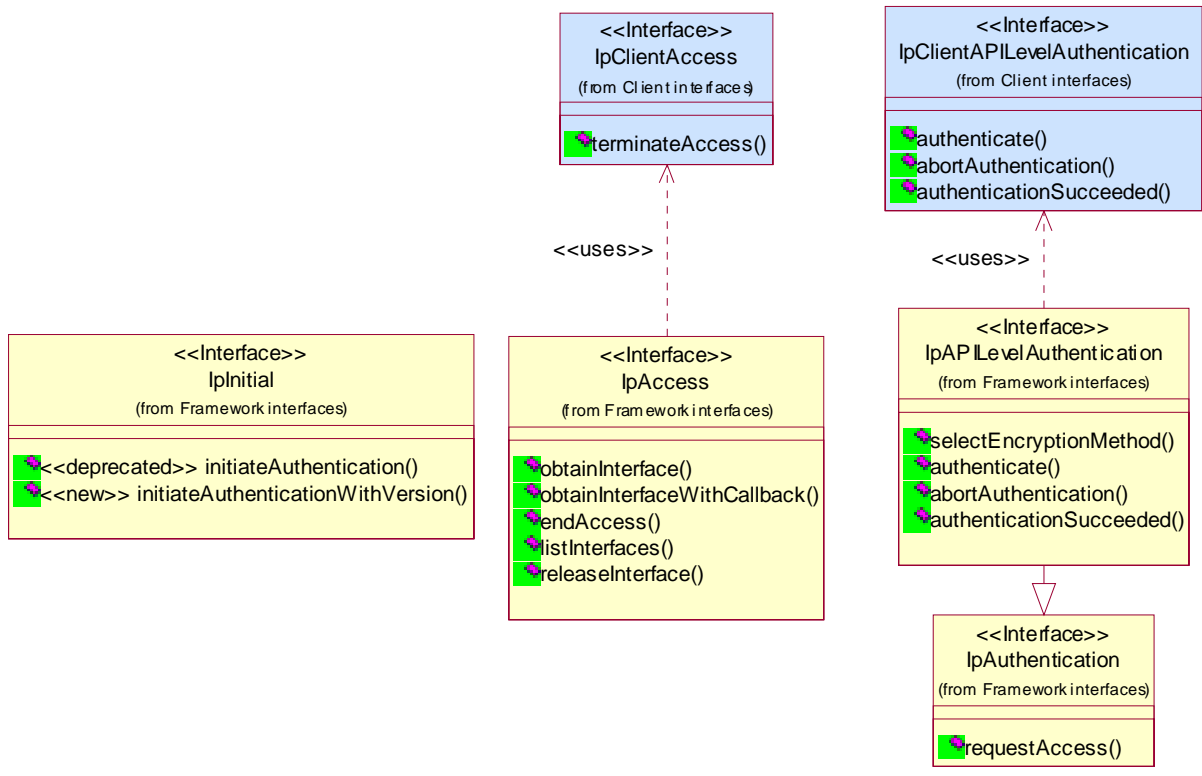 <<Interface>>
IpClientAccess
(from Client interfaces)
terminateAccess()
<<Interface>>
IpClientAPILevelAuthentication
(from Client interfaces)
authenticate()
abortAuthentication()
authenticationSucceeded()
<<uses>>
<<uses>>
<<Interface>>
IpInitial
(from Framework interfaces)
<<deprecated>> initiateAuthentication()
<<new>> initiateAuthenticationWithVersion()
<<Interface>>
IpAccess
(from Framework interfaces)
obtainInterface()
obtainInterfaceWithCallback()
endAccess()
listInterfaces()
releaseInterface()
<<Interface>>
IpAPILevelAuthentication
(from Framework interfaces)
selectEncryptionMethod()
authenticate()
abortAuthentication()
authenticationSucceeded()
<<Interface>>
IpAuthentication
(from Framework interfaces)
requestAccess()